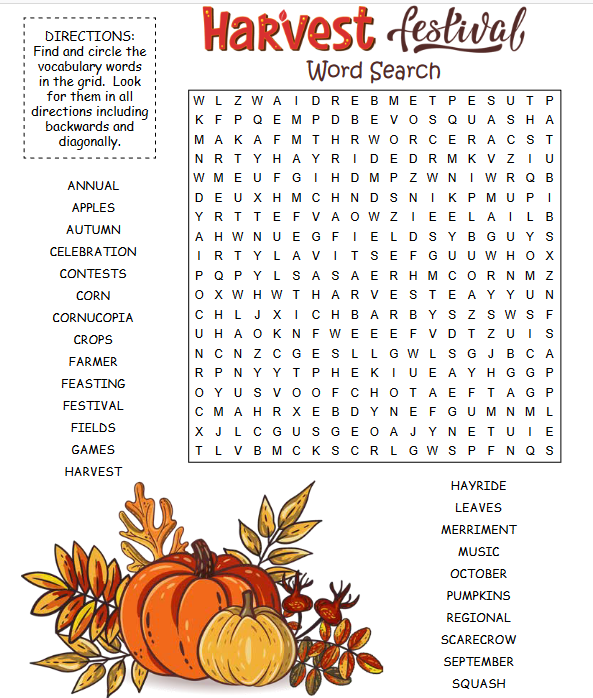 Harvest festival
Word Search
DIRECTIONS:
Find and circle the
vocabulary words
in the grid. Look
for them in all
directions including
backwards and
diagonally.
W L Z W A I D R E B M E T P E S U T P
K F P Q E M P D B E V O S Q U A S H A
M A K A F M T H R W O R C E R A C S T
N R T Y H A Y R I D E D R M K V Z I U
W M E U F G I H D M P Z W N I W R Q B
D E U X H M C H N D S N I K P M U P I
Y R T T E F V A O W Z I E E L A I L B
A H W N U E G F I E L D S Y B G U Y S
I R T Y L A V I T S E F G U U W H O X
P Q P Y L S A S A E R H M C O R N M Z
O X W H W T H A R V E S T E A Y Y U N
C H L J X I C H B A R B Y S Z S W S F
U H A O K N F W E E E F V D T Z U I S
N C N Z C G E S L L G W L S G J B C A
R P N Y Y T P H E K I U E A Y H G G P
O Y U S V O O F C H O T A E F T A G P
C M A H R X E B D Y N E F G U M N M L
X J L C G U S G E O A J Y N E T U I E
T L V B M C K S C R L G W S P F N Q S
ANNUAL
APPLES
AUTUMN
CELEBRATION
CONTESTS
CORN
CORNUCOPIA
CROPS
FARMER
FEASTING
FESTIVAL
FIELDS
GAMES
HARVEST
HAYRIDE
LEAVES
MERRIMENT
MUSIC
OCTOBER
PUMPKINS
REGIONAL
SCARECROW
SEPTEMBER
SQUASH